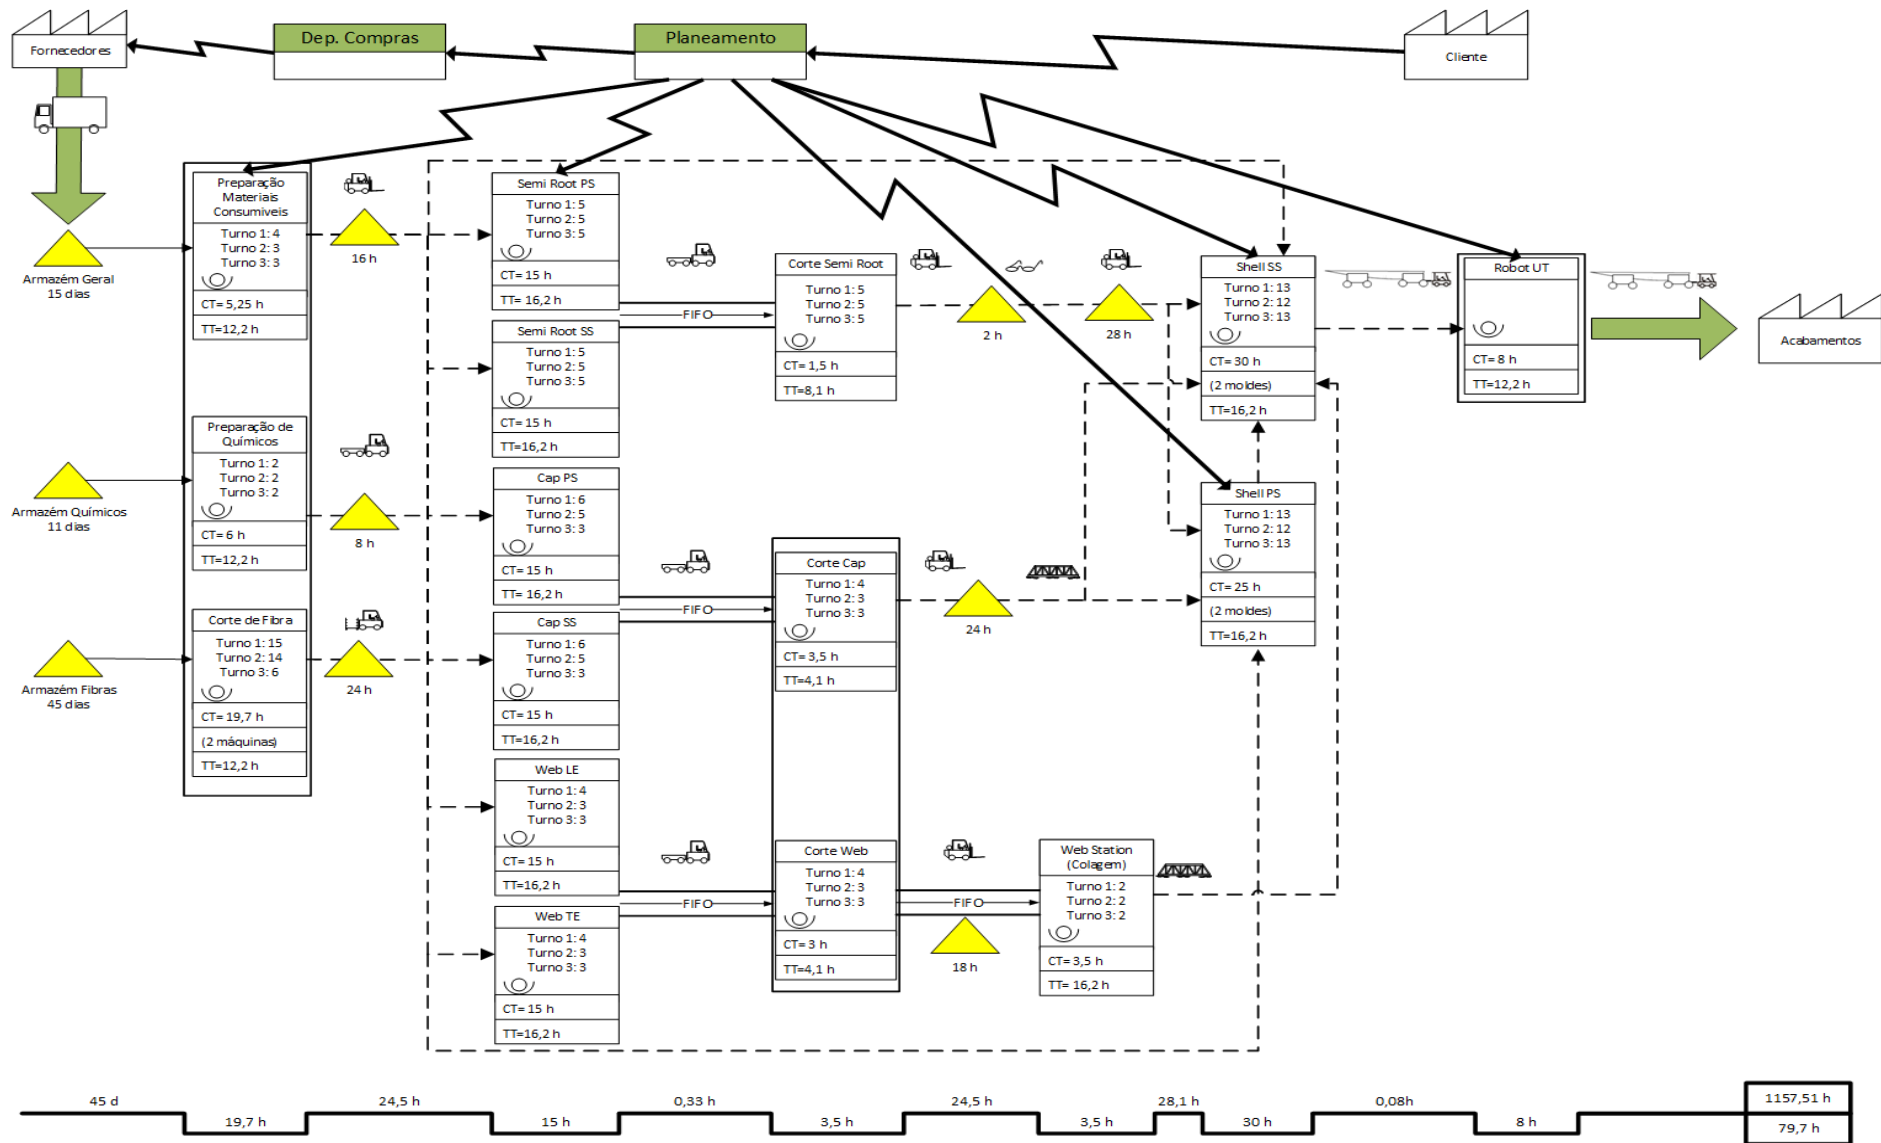 Fornecedores
Dep. Compras
Planeamento
Cliente
Preparação
Materiais
Consumiveis
Turno 1: 4
Turno 2: 3
Turno 3: 3
CT= 5,25 h
TT=12,2 h
Armazém Geral
15 dias
16 h
Semi Root PS
Turno 1: 5
Turno 2: 5
Turno 3: 5
CT= 15 h
TT= 16,2 h
Semi Root SS
Turno 1: 5
Turno 2: 5
Turno 3: 5
CT= 15 h
TT=16,2 h
FIFO
Corte Semi Root
Turno 1: 5
Turno 2: 5
Turno 3: 5
CT= 1,5 h
TT=8,1 h
2 h
28 h
Shell SS
Turno 1: 13
Turno 2: 12
Turno 3: 13
CT= 30 h
(2 moldes)
TT=16,2 h
Robot UT
CT= 8 h
TT=12,2 h
Acabamentos
Preparação de
Químicos
Turno 1: 2
Turno 2: 2
Turno 3: 2
CT= 6 h
TT=12,2 h
Armazém Químicos
11 dias
8 h
Cap PS
Turno 1: 6
Turno 2: 5
Turno 3: 3
CT= 15 h
TT= 16,2 h
Cap SS
Turno 1: 6
Turno 2: 5
Turno 3: 3
CT= 15 h
TT=16,2 h
FIFO
Corte Cap
Turno 1: 4
Turno 2: 3
Turno 3: 3
CT= 3,5 h
TT=4,1 h
24 h
Shell PS
Turno 1: 13
Turno 2: 12
Turno 3: 13
CT= 25 h
(2 moldes)
TT=16,2 h
Corte de Fibra
Turno 1: 15
Turno 2: 14
Turno 3: 6
CT= 19,7 h
(2 máquinas)
TT=12,2 h
Armazém Fibras
45 dias
24 h
Web LE
Turno 1: 4
Turno 2: 3
Turno 3: 3
CT= 15 h
TT=16,2 h
Web TE
Turno 1: 4
Turno 2: 3
Turno 3: 3
CT= 15 h
TT=16,2 h
FIFO
Corte Web
Turno 1: 4
Turno 2: 3
Turno 3: 3
CT= 3 h
TT=4,1 h
FIFO
18 h
Web Station
(Colagem)
Turno 1: 2
Turno 2: 2
Turno 3: 2
CT= 3,5 h
TT= 16,2 h
45 d
19,7 h
24,5 h
15 h
0,33 h
3,5 h
24,5h
3,5 h
28,1 h
30 h
0,08h
8 h
1157,51 h
79,7 h